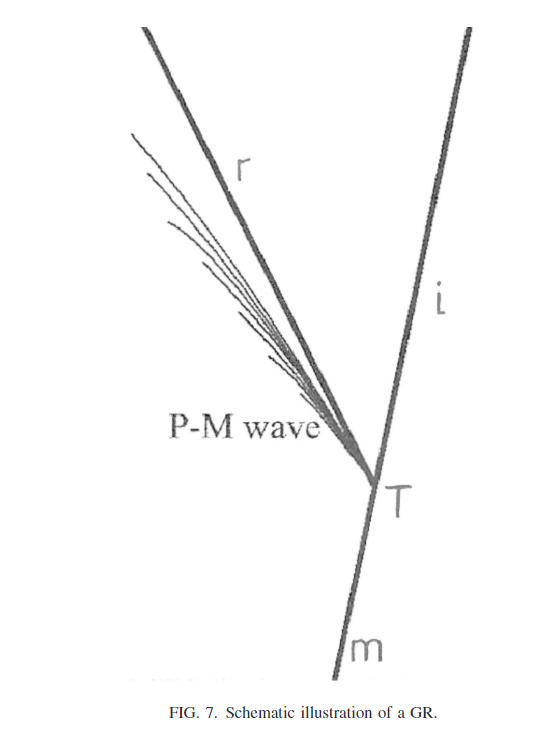 r
i
P-M wave
T
m
FIG. 7. Schematic illustration of a GR.